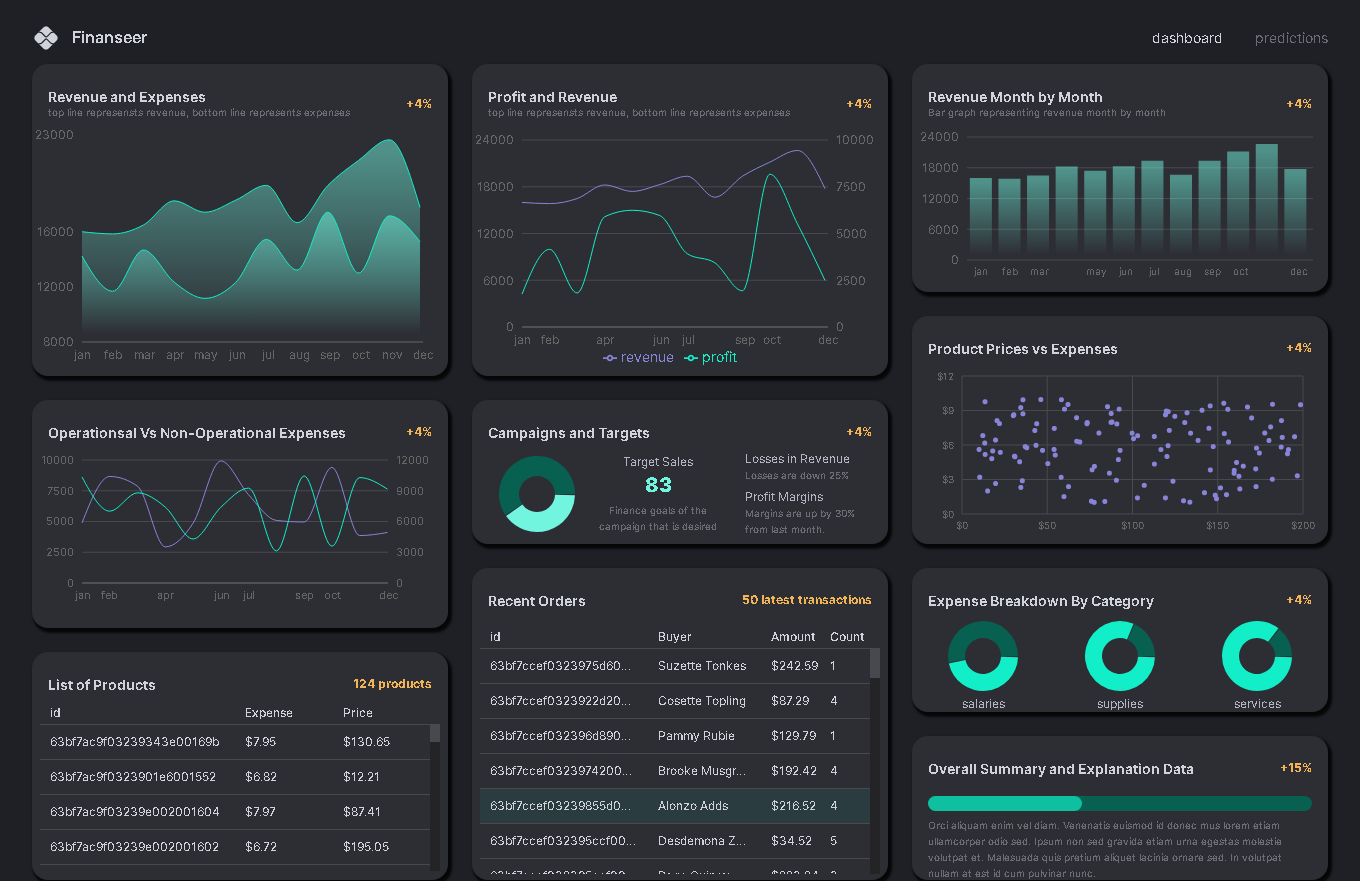 Finanseer
dashboard predictions
Revenue and Expenses
top line represensts revenue, bottom line represents expenses
+4%
23000
16000
12000
8000
jan feb mar apr may jun jul aug sep oct nov dec
Profit and Revenue
top line represensts revenue, bottom line represents expenses
+4%
24000 10000
18000 7500
12000 5000
6000 2500
0 0
jan feb apr jun jul sep oct dec
revenue profit
Revenue Month by Month
Bar graph representing revenue month by month
+4%
24000
18000
12000
6000
0
jan feb mar may jun jul aug sep oct dec
Operationsal Vs Non-Operational Expenses +4%
10000 12000
7500 9000
5000 6000
2500 3000
0 0
jan feb apr jun jul sep oct dec
Campaigns and Targets +4%
Target Sales
83
Finance goals of the
campaign that is desired
Losses in Revenue
Losses are down 25%
Profit Margins
Margins are up by 30%
from last month.
Product Prices vs Expenses +4%
$12
$9
$6
$3
$0
$0 $50 $100 $150 $200
List of Products 124 products
id Expense Price
63bf7ac9f03239343e00169b $7.95 $130.65
63bf7ac9f0323901e6001552 $6.82 $12.21
63bf7ac9f03239e002001604 $7.97 $87.41
63bf7ac9f03239e002001602 $6.72 $195.05
Recent Orders 50 latest transactions
id Buyer Amount Count
63bf7ccef0323975d60... Suzette Tonkes $242.59 1
63bf7ccef0323922d20... Cosette Topling $87.29 4
63bf7ccef032396d890... Pammy Rubie $129.79 1
63bf7ccef0323974200... Brooke Musgr... $192.42 4
63bf7ccef03239855d0... Alonzo Adds $216.52 4
63bf7ccef032395ccf00... Desdemona Z... $34.52 5
Expense Breakdown By Category +4%
salaries supplies services
Overall Summary and Explanation Data +15%
Orci aliquam enim vel diam. Venenatis euismod id donec mus lorem etiam
ullamcorper odio sed. Ipsum non sed gravida etiam urna egestas molestie
volutpat et. Malesuada quis pretium aliquet lacinia ornare sed. In volutpat
nullam at est id cum pulvinar nunc.